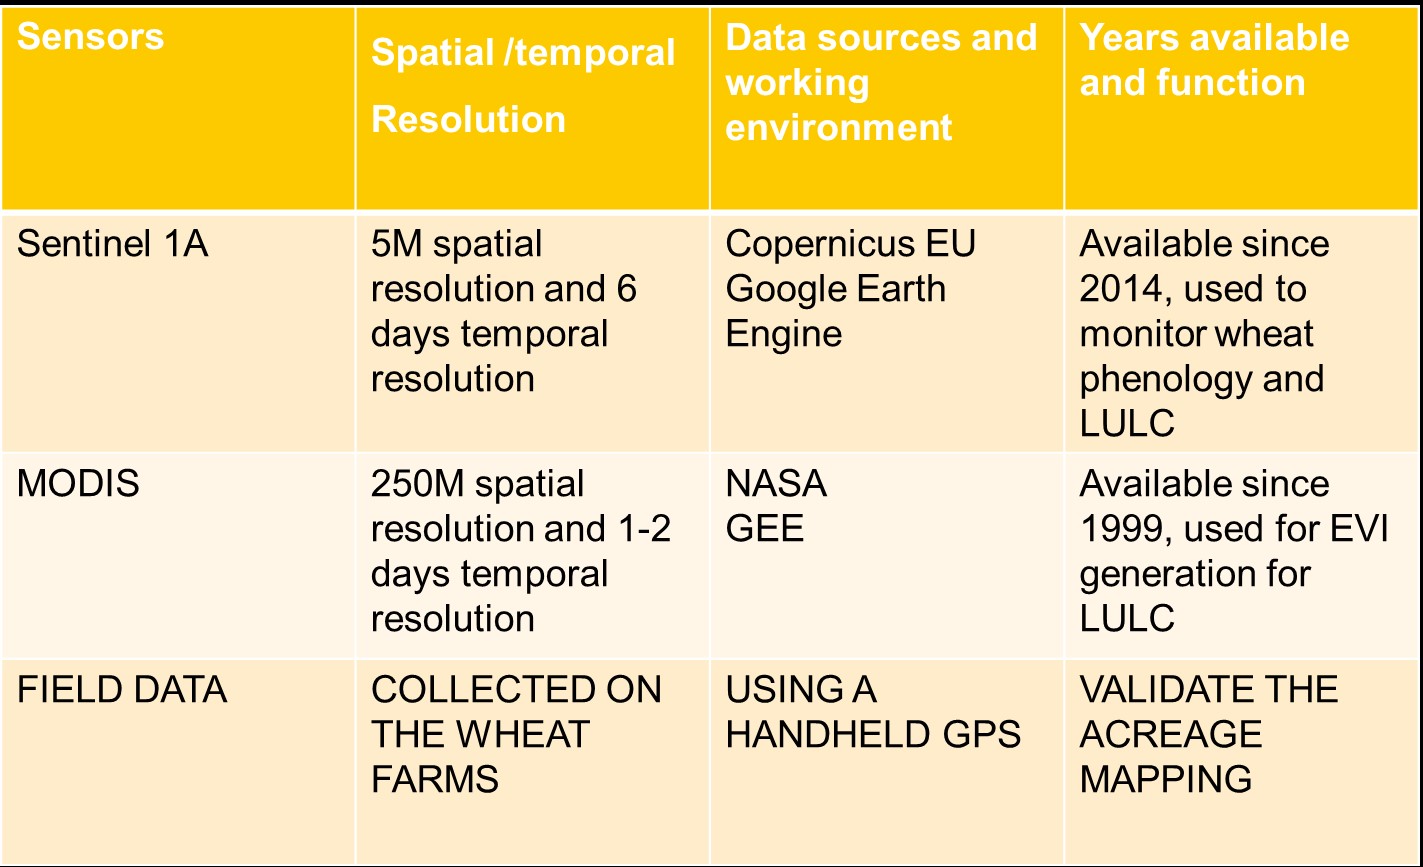 Sensors
Spatial /temporal
Resolution
Data sources and
working
environment
Years available
and function
Sentinel 1A
5M spatial
resolution and 6
days temporal
resolution
Copernicus EU
Google Earth
Engine
Available since
2014, used to
monitor wheat
phenology and
LULC
MODIS
250M spatial
resolution and 1-2
days temporal
resolution
NASA
GEE
Available since
1999, used for EVI
generation for
LULC
FIELD DATA
COLLECTED ON
THE WHEAT
FARMS
USING A
HANDHELD GPS
VALIDATE THE
ACREAGE
MAPPING